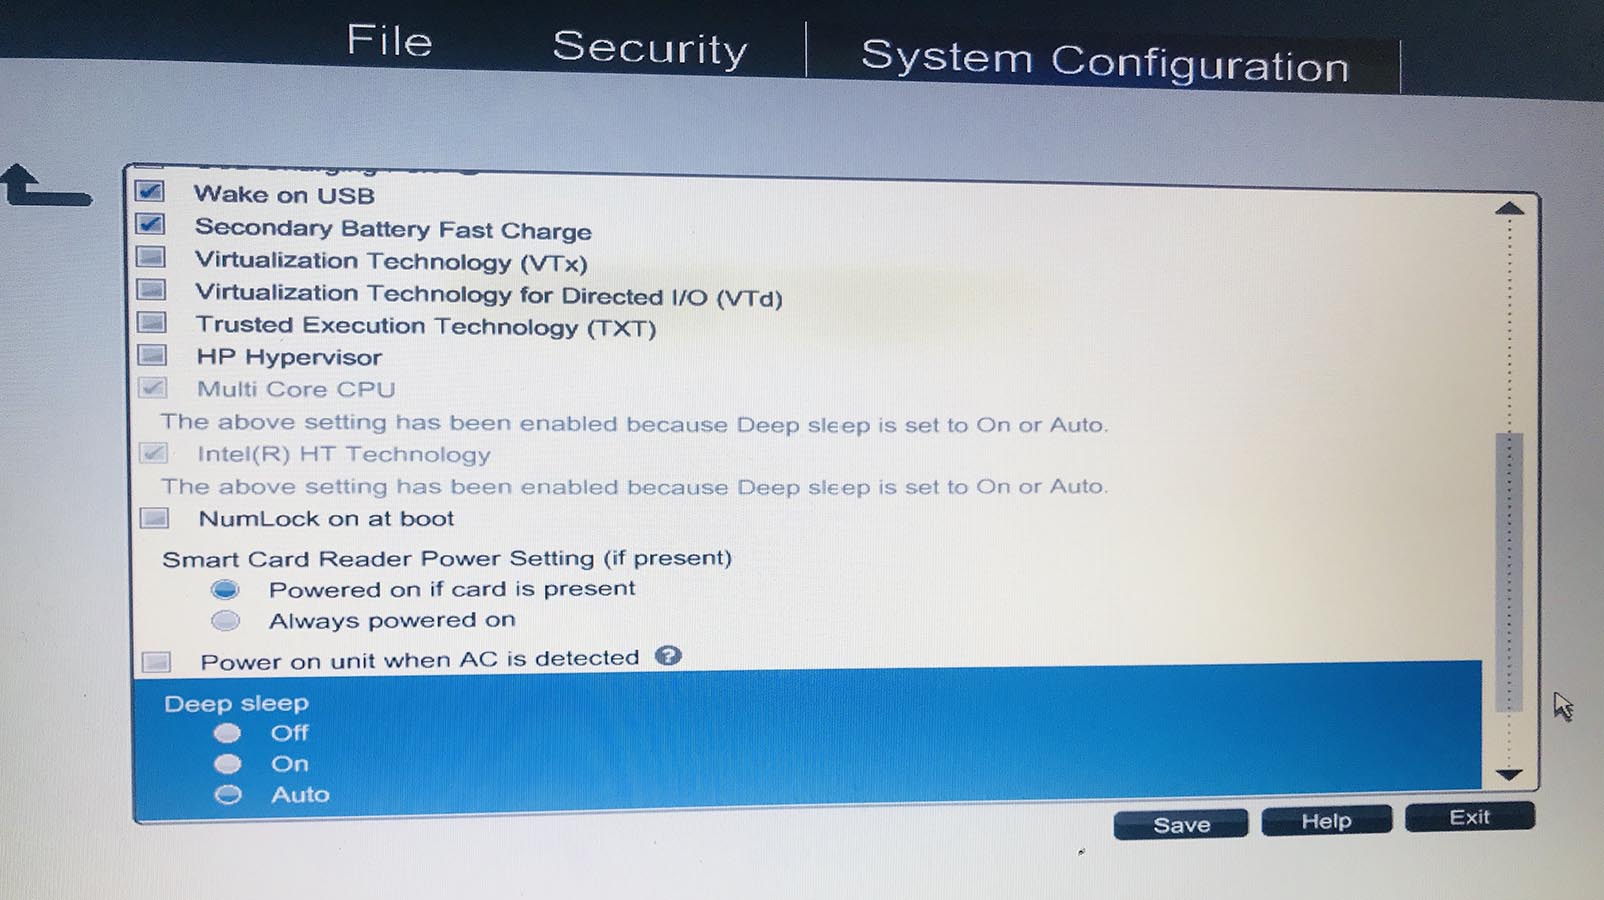 File Security System Configuration
Wake on USB
Secondary Battery Fast Charge
Virtualization Technology (VTx)
Virtualization Technology for Directed I/O (VTd)
Trusted Execution Technology (TXT)
HP Hypervisor
Multi Core CPU
The above setting has been enabled because Deep sleep is set to On or Auto.
Intel(R) HT Technology
The above setting has been enabled because Deep sleep is set to On or Auto.
NumLock on at boot
Smart Card Reader Power Setting (if present)
Powered on if card is present
Always powered on
Power on unit when AC is detected ?
Deep sleep
Off
On
Auto
Save Help Exit